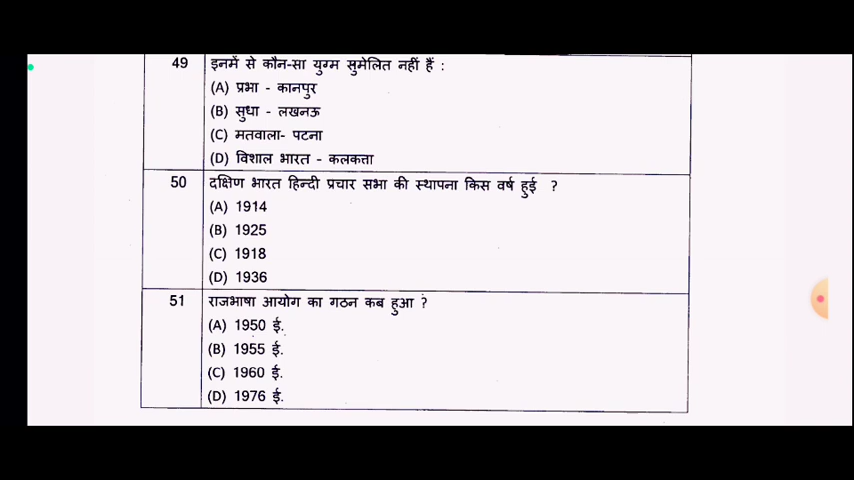 49 इनमें से कौन-सा युग्म सुमेलित नहीं हैं :
(A) प्रभा - कानपुर
(B) सुधा - लखनऊ
(C) मतवाला- पटना
(D) विशाल भारत - कलकत्ता
50 दक्षिण भारत हिन्दी प्रचार सभा की स्थापना किस वर्ष हुई ?
(A) 1914
(B) 1925
(C) 1918
(D) 1936
51 राजभाषा आयोग का गठन कब हुआ ?
(A) 1950 ई.
(B) 1955 ई.
(C) 1960 ई.
(D) 1976 ई.